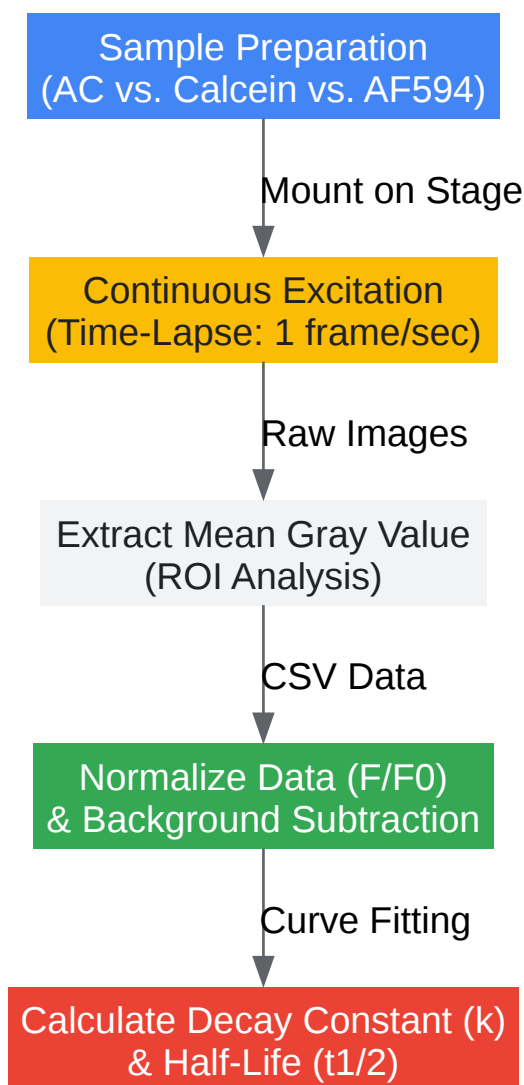 Sample Preparation
(AC vs. Calcein vs. AF594)
Mount on Stage
Continuous Excitation
(Time-Lapse: 1 frame/sec)
Raw Images
Extract Mean Gray Value
(ROI Analysis)
CSV Data
Normalize Data (F/F0)
& Background Subtraction
Curve Fitting
Calculate Decay Constant (k)
& Half-Life (t1/2)